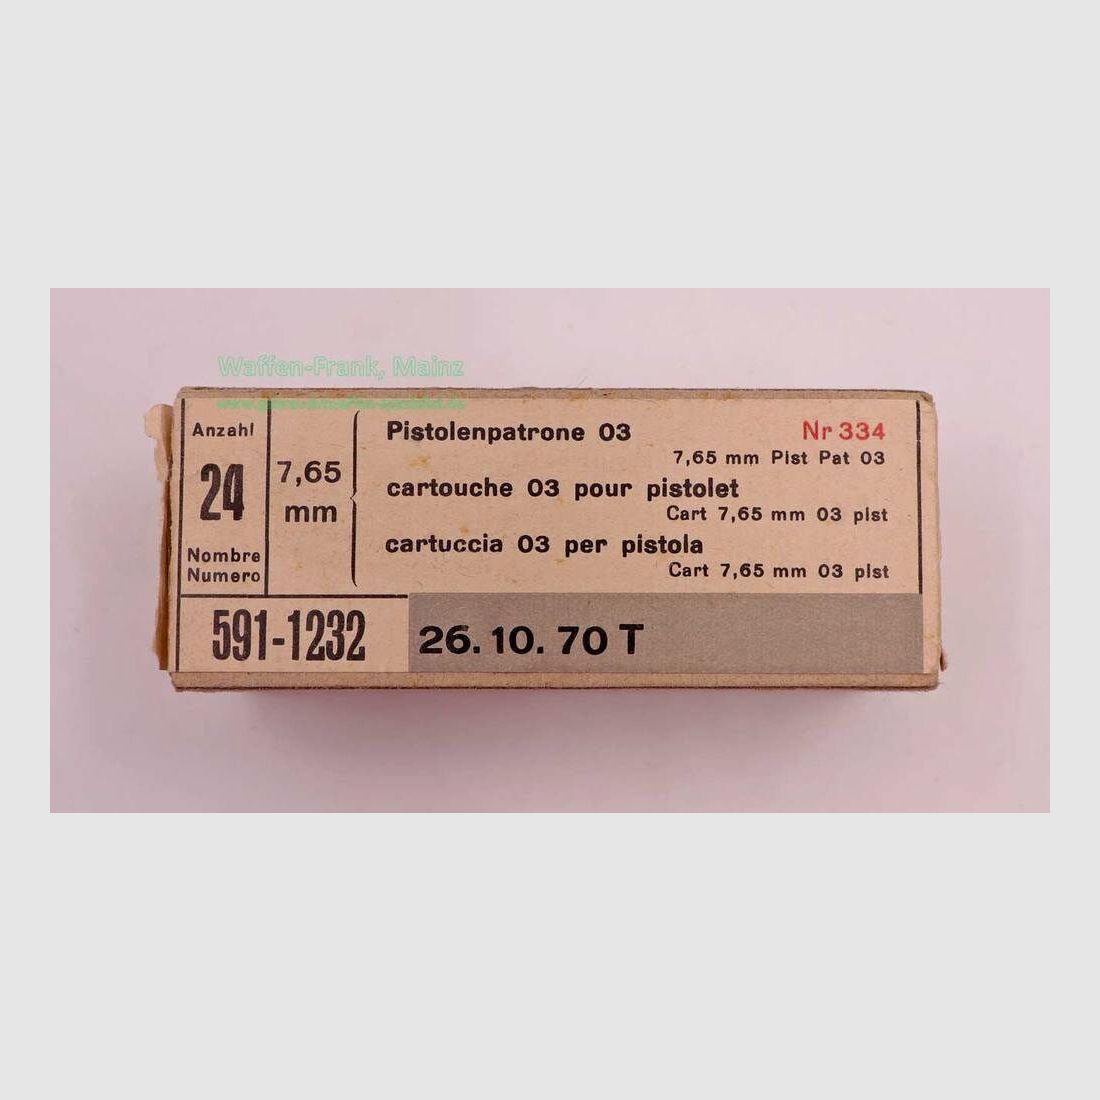 Waffen-Frank, Mainz
Anzahl
24
Nombre
Numero
7,65
mm
Pistolenpatrone 03
Nr 334
7,65 mm Pist Pat 03
cartouche 03 pour pistolet
Cart 7,65 mm 03 pist
cartuccia 03 per pistola
Cart 7,65 mm 03 pist
591-1232
26.10.70 T